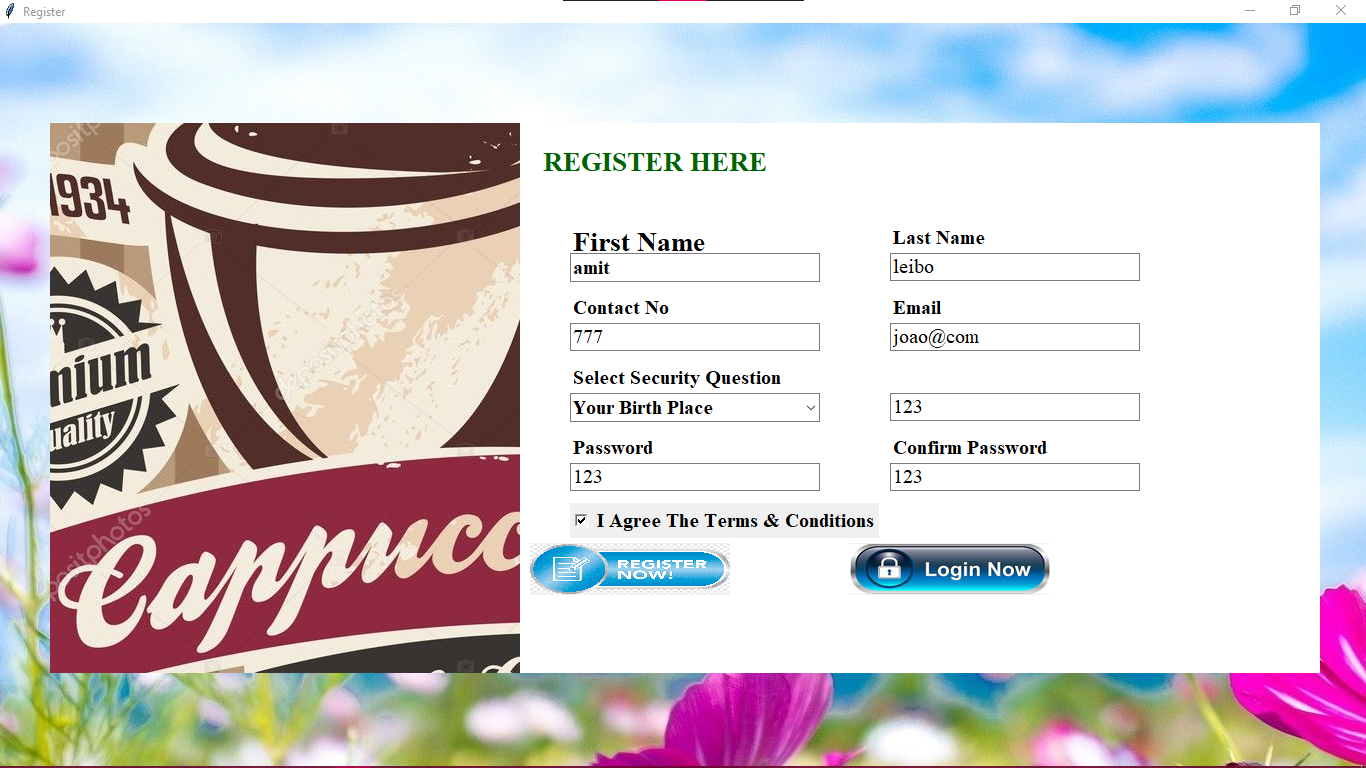 Register
1934
mium
uality
Cappucc
REGISTER HERE
First Name
Last Name
amit
leibo
Contact No
Email
777
joao@com
Select Security Question
Your Birth Place
123
Password
Confirm Password
123
123
I Agree The Terms & Conditions
REGISTER
NOW!
Login Now